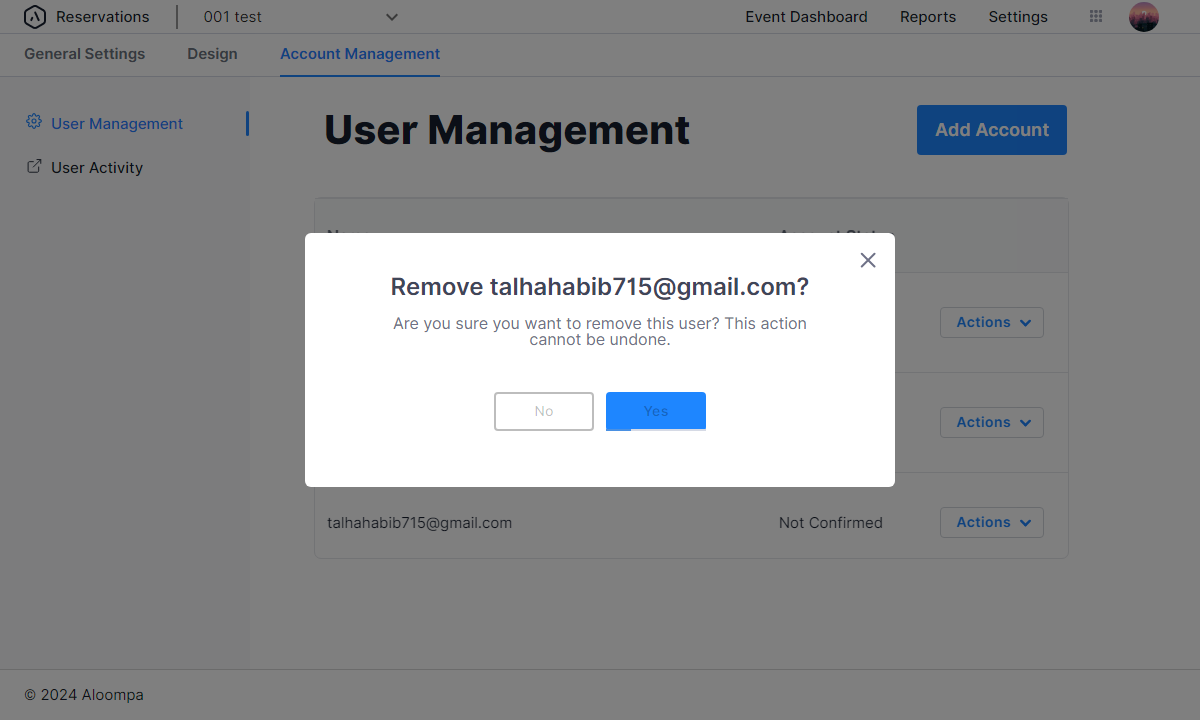 Reservations
001 test
Event Dashboard
Reports
Settings
General Settings
Design
Account Management
User Management
User Activity
User Management
Add Account
Remove talhahabib715@gmail.com?
Are you sure you want to remove this user? This action
cannot be undone.
No
Yes
Actions
Actions
talhahabib715@gmail.com
Not Confirmed
Actions
© 2024 Aloompa